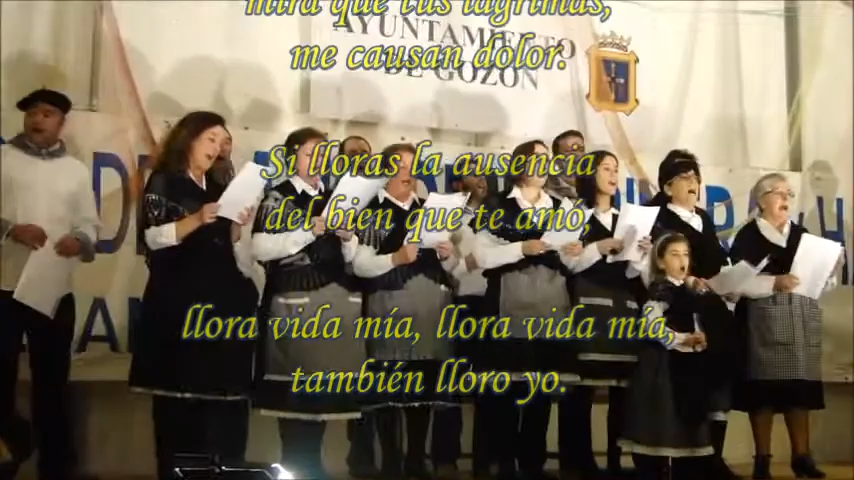 mira que tus lágrimas,
me causan dolor.
AYUNTAMIENTO
DE GOZÓN
Si lloras la ausencia
del bien que te amó,
llora vida mía, llora vida mía,
también lloro yo.